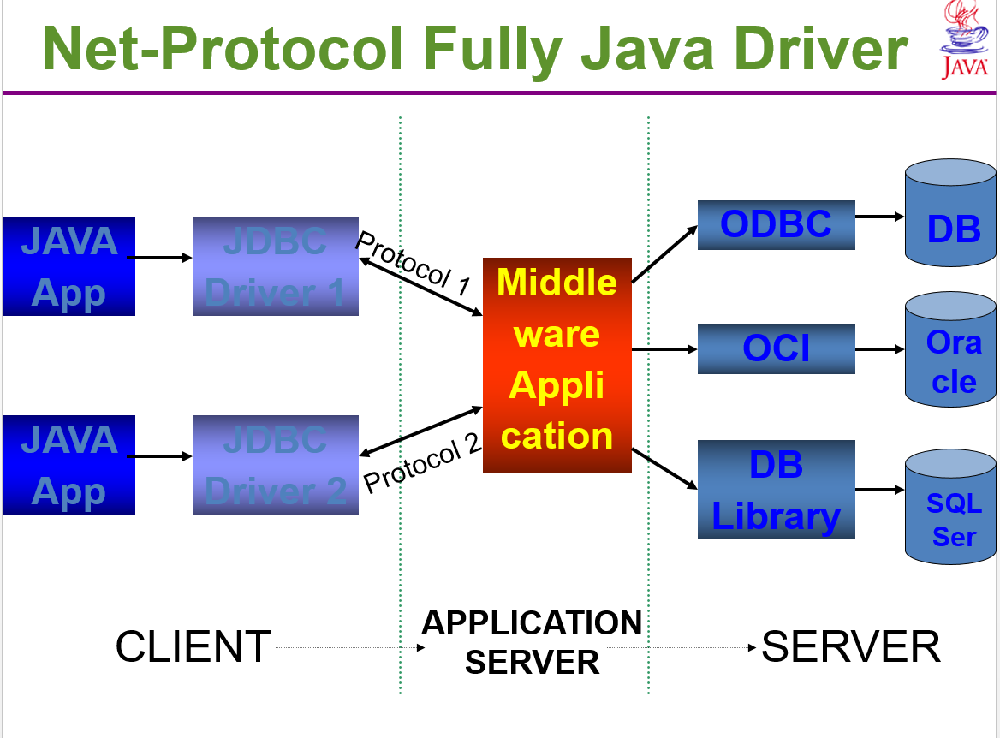 Net-Protocol Fully Java Driver
JAVA
JAVA
App
JDBC
Driver 1
Protocol 1
JAVA
App
JDBC
Driver 2
Protocol 2
Middle
ware
Appli
cation
ODBC
DB
OCI
Ora
cle
DB
Library
SQL
Ser
CLIENT
APPLICATION
SERVER
SERVER